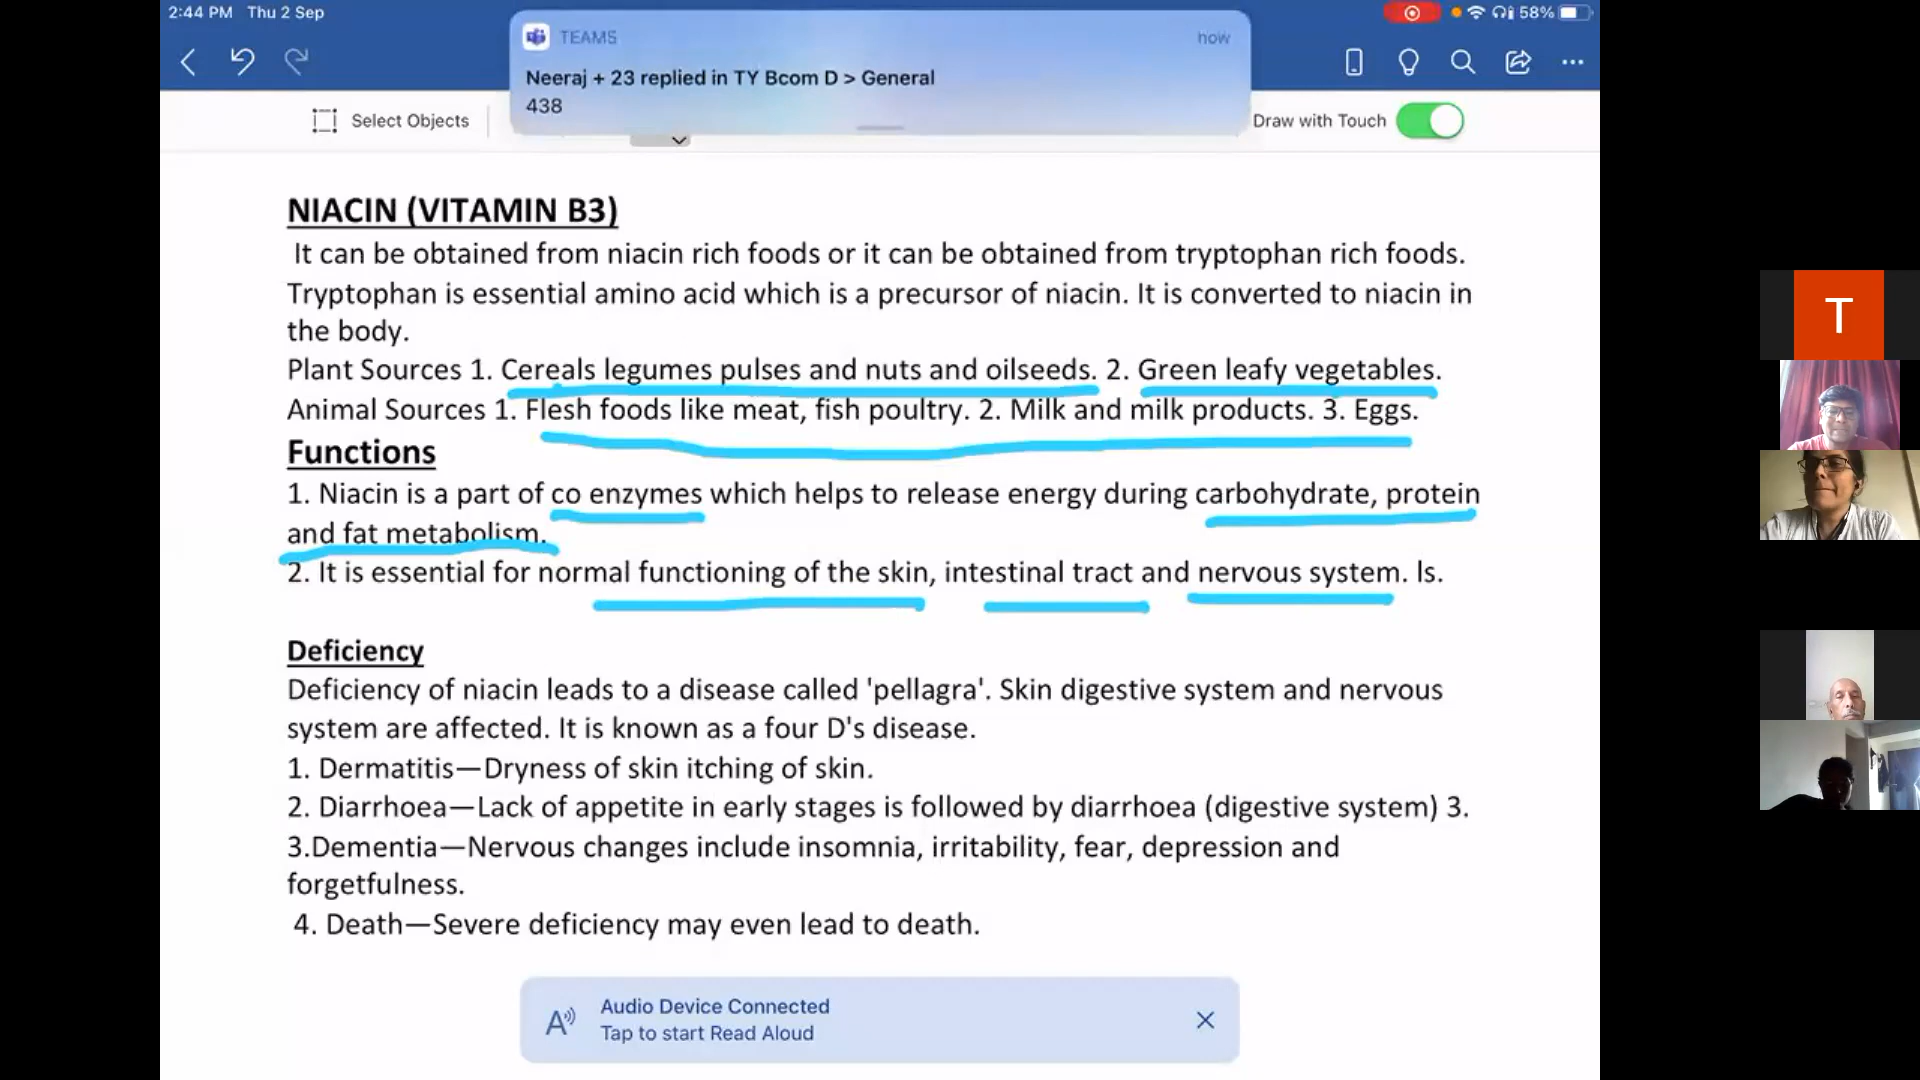 2:44 PM Thu 2 Sep
58%
TEAMS
now
Neeraj + 23 replied in TY Bcom D > General
438
Select Objects
Draw with Touch
NIACIN (VITAMIN B3)
It can be obtained from niacin rich foods or it can be obtained from tryptophan rich foods.
Tryptophan is essential amino acid which is a precursor of niacin. It is converted to niacin in
the body.
Plant Sources 1. Cereals legumes pulses and nuts and oilseeds. 2. Green leafy vegetables.
Animal Sources 1. Flesh foods like meat, fish poultry. 2. Milk and milk products. 3. Eggs.
Functions
1. Niacin is a part of co enzymes which helps to release energy during carbohydrate, protein
and fat metabolism.
2. It is essential for normal functioning of the skin, intestinal tract and nervous system. ls.
Deficiency
Deficiency of niacin leads to a disease called 'pellagra'. Skin digestive system and nervous
system are affected. It is known as a four D's disease.
1. Dermatitis—Dryness of skin itching of skin.
2. Diarrhoea—Lack of appetite in early stages is followed by diarrhoea (digestive system) 3.
3.Dementia—Nervous changes include insomnia, irritability, fear, depression and
forgetfulness.
4. Death—Severe deficiency may even lead to death.
Audio Device Connected
Tap to start Read Aloud
T